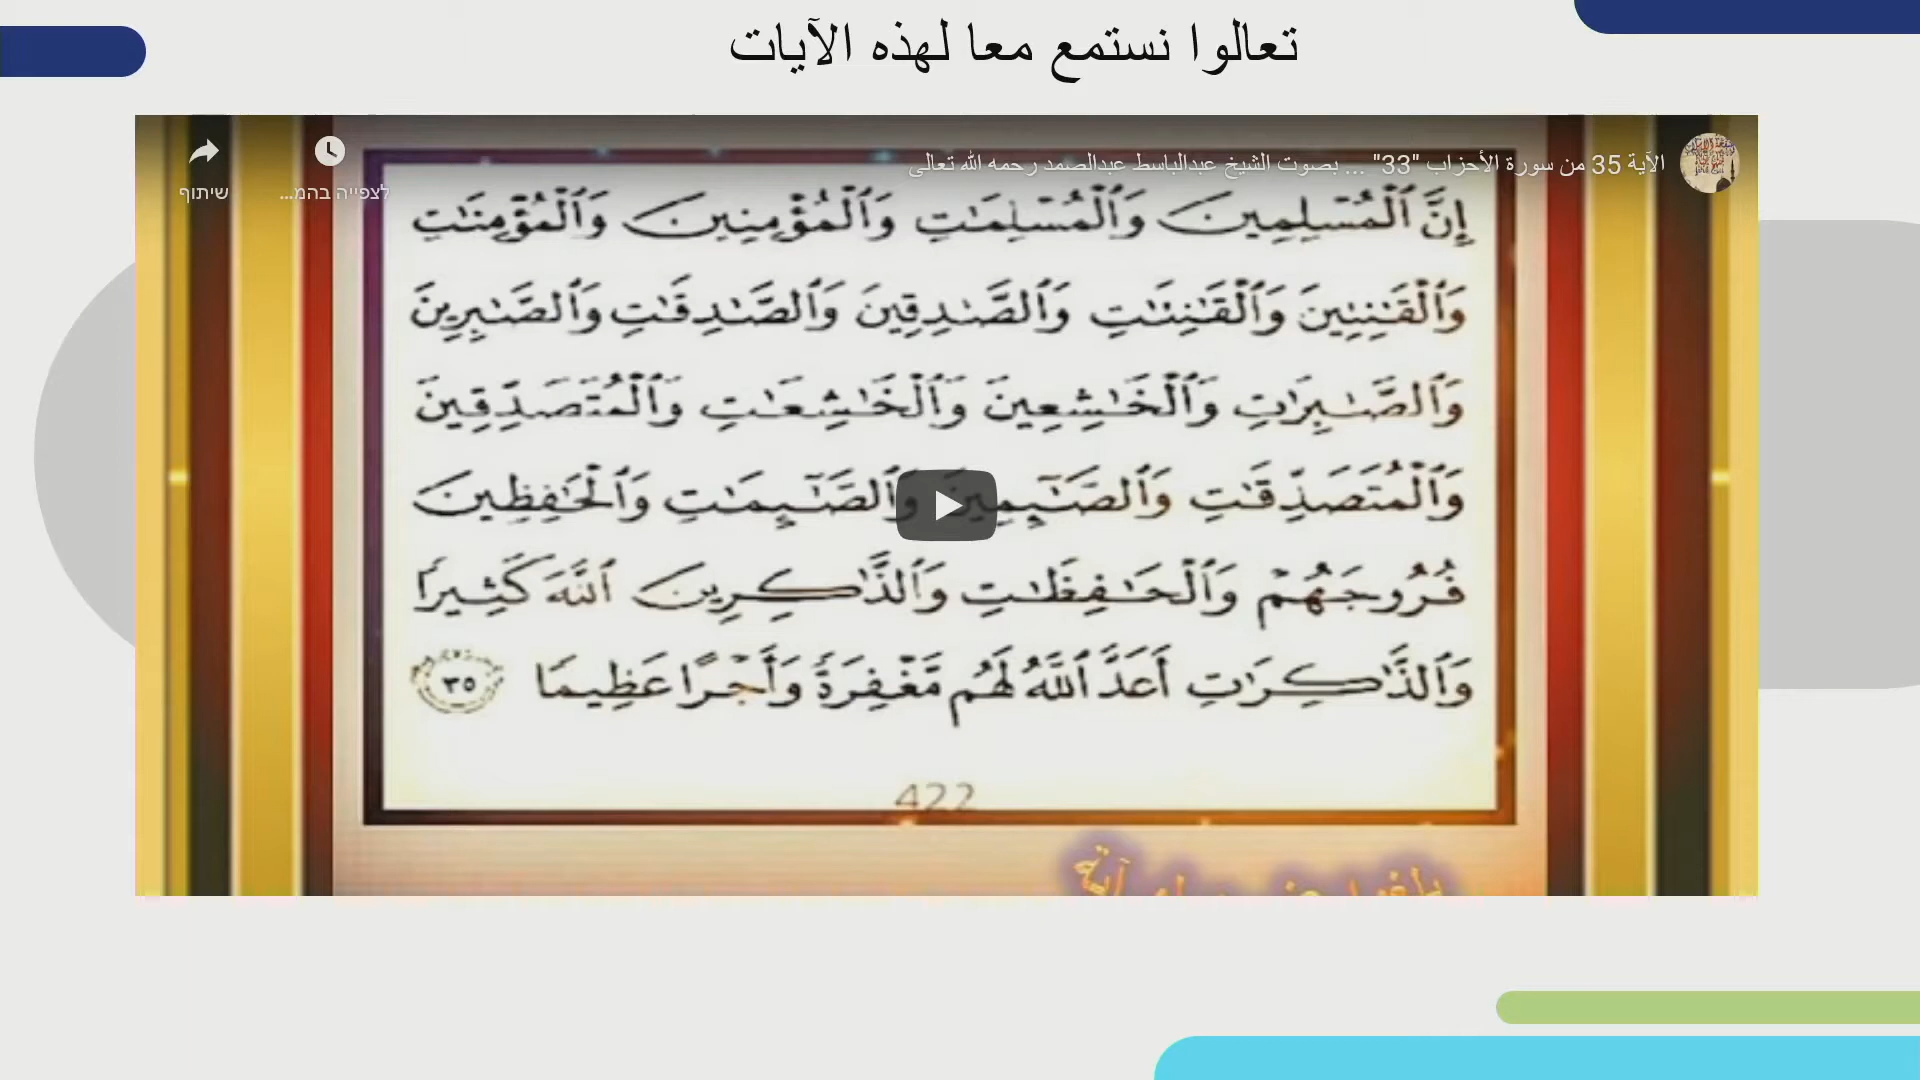 تعالوا نستمع معا لهذه الآيات
الآية 35 من سورة الأحزاب "33" ... بصوت الشيخ عبدالباسط عبدالصمد رحمه الله تعالى
לצפייה בהמ...
שיתוף
إِنَّ ٱلْمُسْلِمِينَ وَٱلْمُسْلِمَٰتِ وَٱلْمُؤْمِنِينَ وَٱلْمُؤْمِنَٰتِ
وَٱلْقَٰنِتِينَ وَٱلْقَٰنِتَٰتِ وَٱلصَّٰدِقِينَ وَٱلصَّٰدِقَٰتِ وَٱلصَّٰبِرِينَ
وَٱلصَّٰبِرَٰتِ وَٱلْخَٰشِعِينَ وَٱلْخَٰشِعَٰتِ وَٱلْمُتَصَدِّقِينَ
وَٱلْمُتَصَدِّقَٰتِ وَٱلصَّٰٓئِمِينَ وَٱلصَّٰٓئِمَٰتِ وَٱلْحَٰفِظِينَ
فُرُوجَهُمْ وَٱلْحَٰفِظَٰتِ وَٱلذَّٰكِرِينَ ٱللَّهَ كَثِيرًا
وَٱلذَّٰكِرَٰتِ أَعَدَّ ٱللَّهُ لَهُم مَّغْفِرَةً وَأَجْرًا عَظِيمًا ٣٥
422